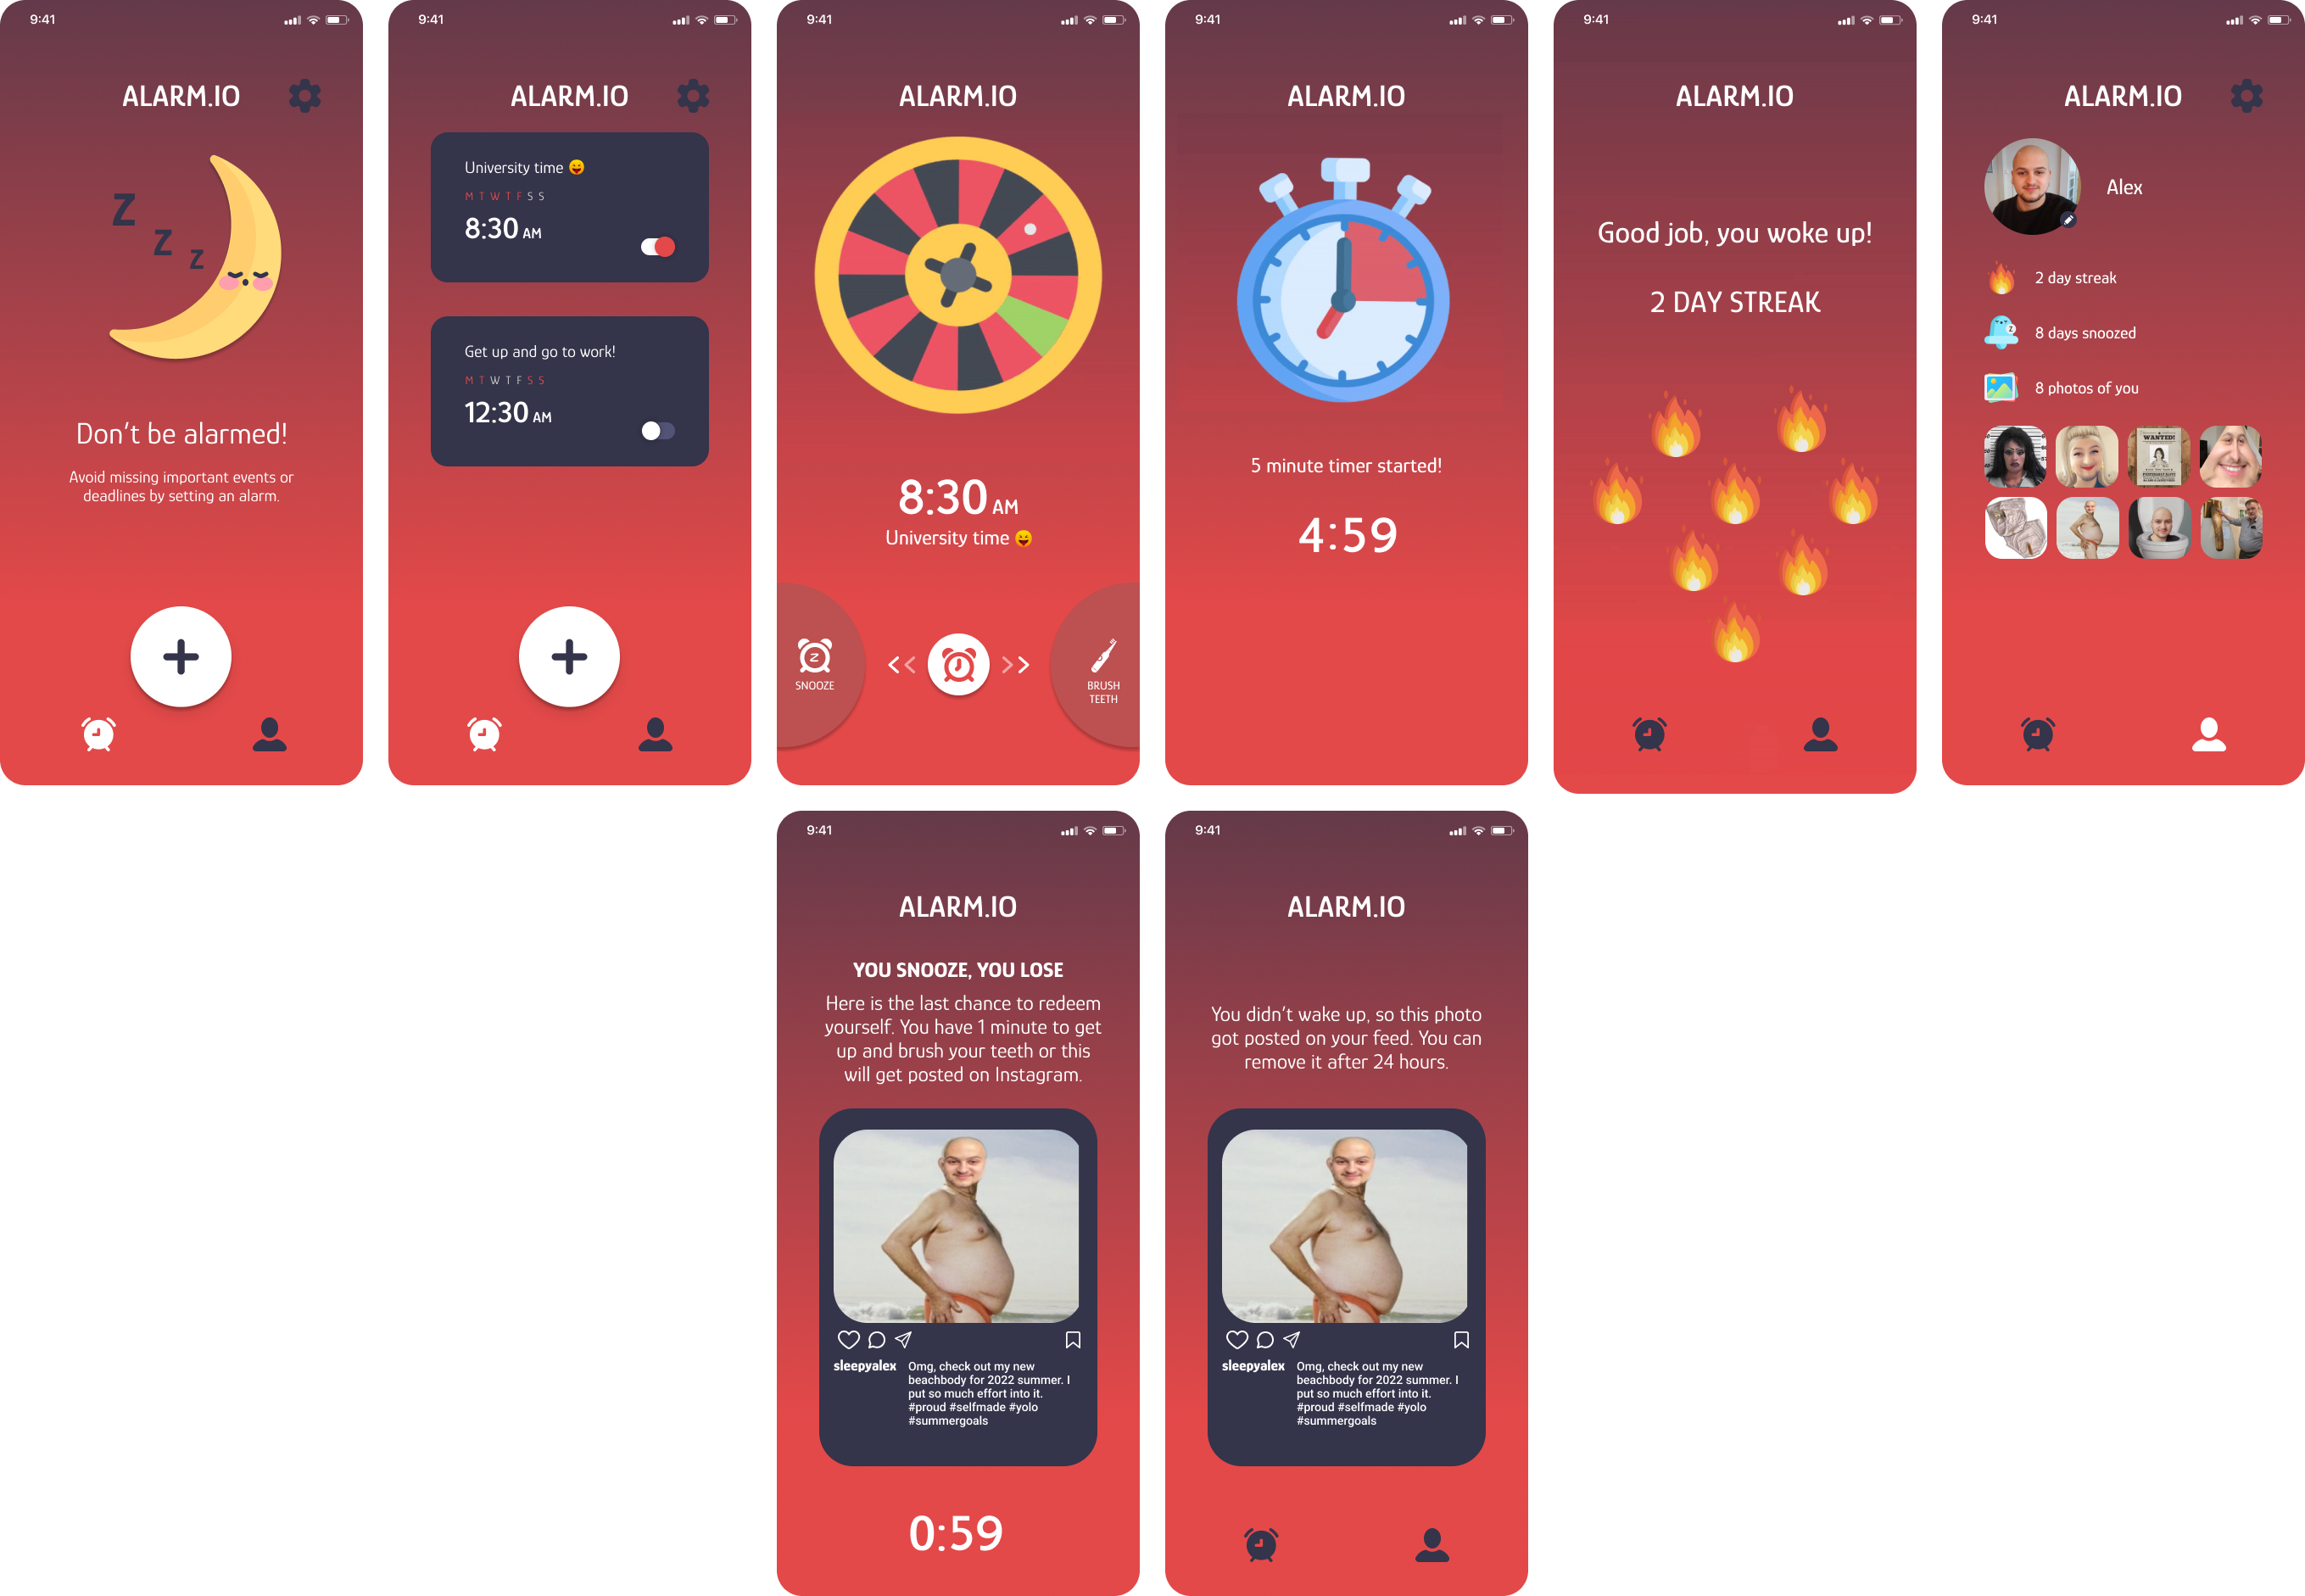 9:41
ALARM.IO
Z
Z
Z
Don't be alarmed!
Avoid missing important events or
deadlines by setting an alarm.
9:41
ALARM.IO
University time 😛
M T W T F S S
8:30 AM
Get up and go to work!
M T W T F S S
12:30 AM
9:41
ALARM.IO
8:30 AM
University time 😛
Z
SNOOZE
BRUSH
TEETH
9:41
ALARM.IO
5 minute timer started!
4:59
9:41
ALARM.IO
Good job, you woke up!
2 DAY STREAK
9:41
ALARM.IO
Alex
2 day streak
Z
8 days snoozed
8 photos of you
WANTED!
9:41
ALARM.IO
YOU SNOOZE, YOU LOSE
Here is the last chance to redeem
yourself. You have 1 minute to get
up and brush your teeth or this
will get posted on Instagram.
sleepyalex Omg, check out my new
beachbody for 2022 summer. I
put so much effort into it.
#proud #selfmade #yolo
#summergoals
0:59
9:41
ALARM.IO
You didn't wake up, so this photo
got posted on your feed. You can
remove it after 24 hours.
sleepyalex Omg, check out my new
beachbody for 2022 summer. I
put so much effort into it.
#proud #selfmade #yolo
#summergoals